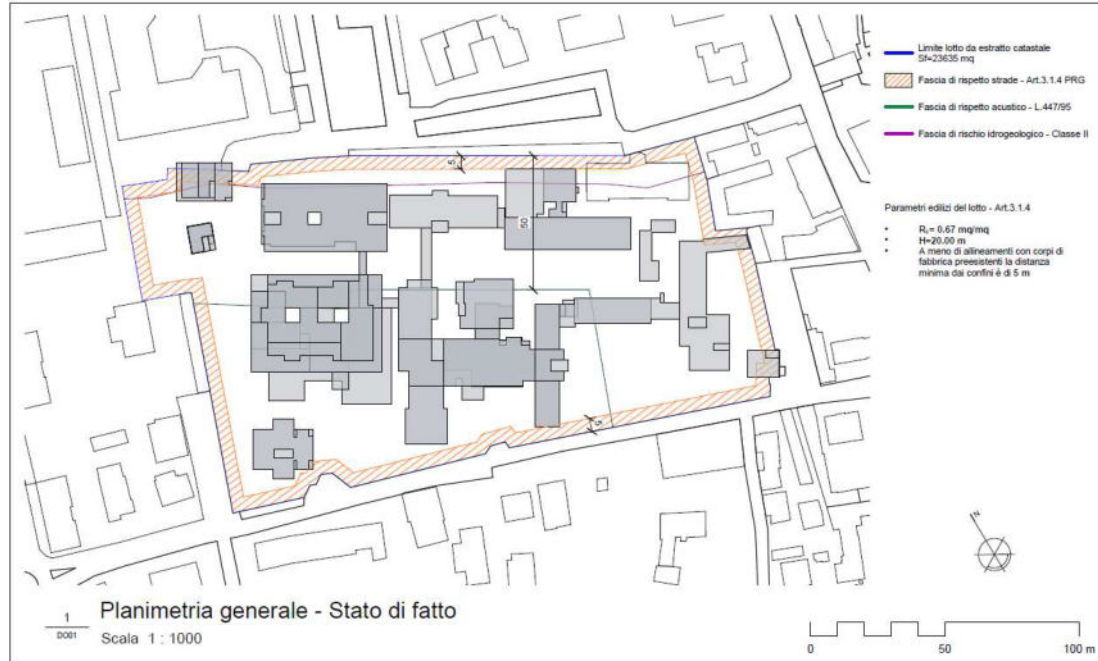 Limite lotto da estratto catastale
Sf=23635 mq
Fascia di rispetto strade - Art.3.1.4 PRG
Fascia di rispetto acustico - L.447/95
Fascia di rischio idrogeologico - Classe II
Parametri edilizi del lotto - Art.3.1.4
• Rc= 0.67 mq/mq
• H=20.00 m
• A meno di allineamenti con corpi di
fabbrica preesistenti la distanza
minima dai confini è di 5 m
5
50
5
N
1
DO01
Planimetria generale - Stato di fatto
Scala 1 : 1000
0 50 100 m